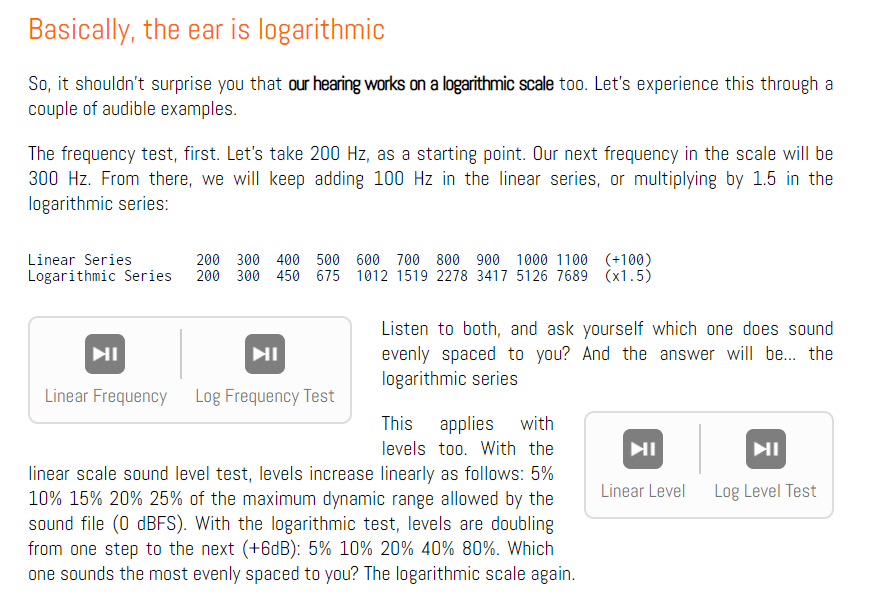 Basically, the ear is logarithmic
So, it shouldn't surprise you that our hearing works on a logarithmic scale too. Let's experience this through a
couple of audible examples.
The frequency test, first. Let's take 200 Hz, as a starting point. Our next frequency in the scale will be
300 Hz. From there, we will keep adding 100 Hz in the linear series, or multiplying by 1.5 in the
logarithmic series:
Linear Series 200 300 400 500 600 700 800 900 1000 1100 (+100)
Logarithmic Series 200 300 450 675 1012 1519 2278 3417 5126 7689 (x1.5)
Linear Frequency
Log Frequency Test
Listen to both, and ask yourself which one does sound
evenly spaced to you? And the answer will be... the
logarithmic series
This applies with
levels too. With the
linear scale sound level test, levels increase linearly as follows: 5%
10% 15% 20% 25% of the maximum dynamic range allowed by the
sound file (0 dBFS). With the logarithmic test, levels are doubling
from one step to the next (+6dB): 5% 10% 20% 40% 80%. Which
one sounds the most evenly spaced to you? The logarithmic scale again.
Linear Level
Log Level Test